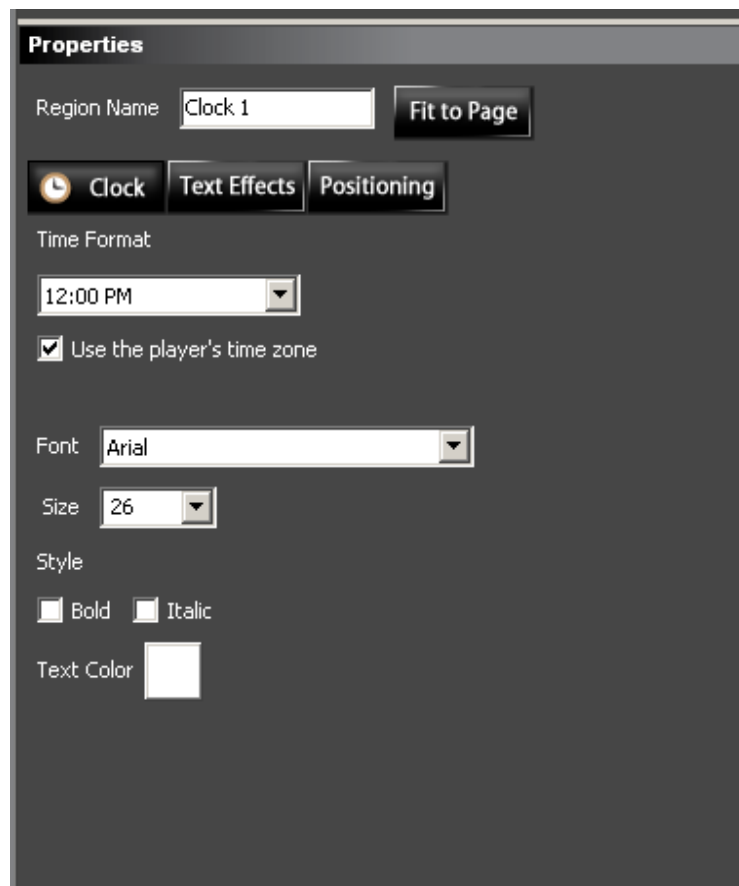 Properties
Region Name Clock 1 Fit to Page
Clock Text Effects Positioning
Time Format
12:00 PM
Use the player's time zone
Font Arial
Size 26
Style
Bold Italic
Text Color